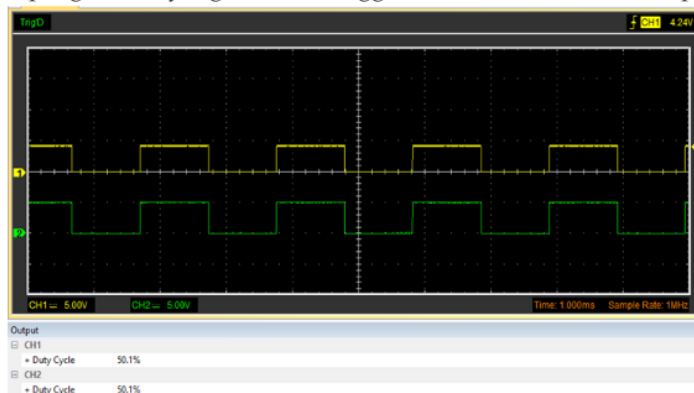 Trig'D CH1 4.24V
1
2
CH1 5.00V CH2 5.00V Time: 1.000ms Sample Rate: 1MHz
Output
CH1
+ Duty Cycle 50.1%
CH2
+ Duty Cycle 50.1%